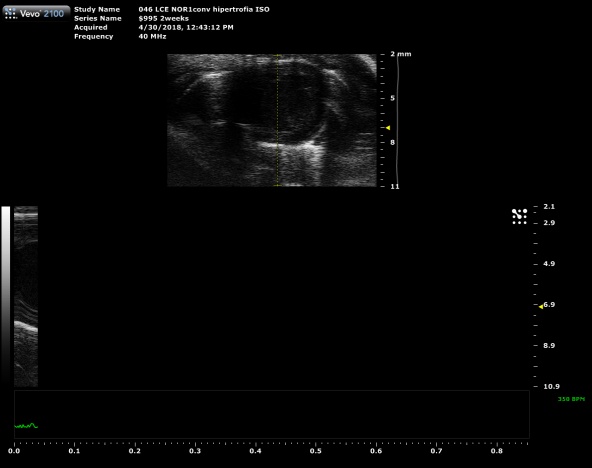 Vevo 2100
Study Name 046 LCE NOR1conv hipertrofia ISO
Series Name $995 2weeks
Acquired 4/30/2018, 12:43:12 PM
Frequency 40 MHz
2 mm
5
8
11
2.1
2.9
4.9
6.9
8.9
10.9
350 BPM
0.0 0.1 0.2 0.3 0.4 0.5 0.6 0.7 0.8